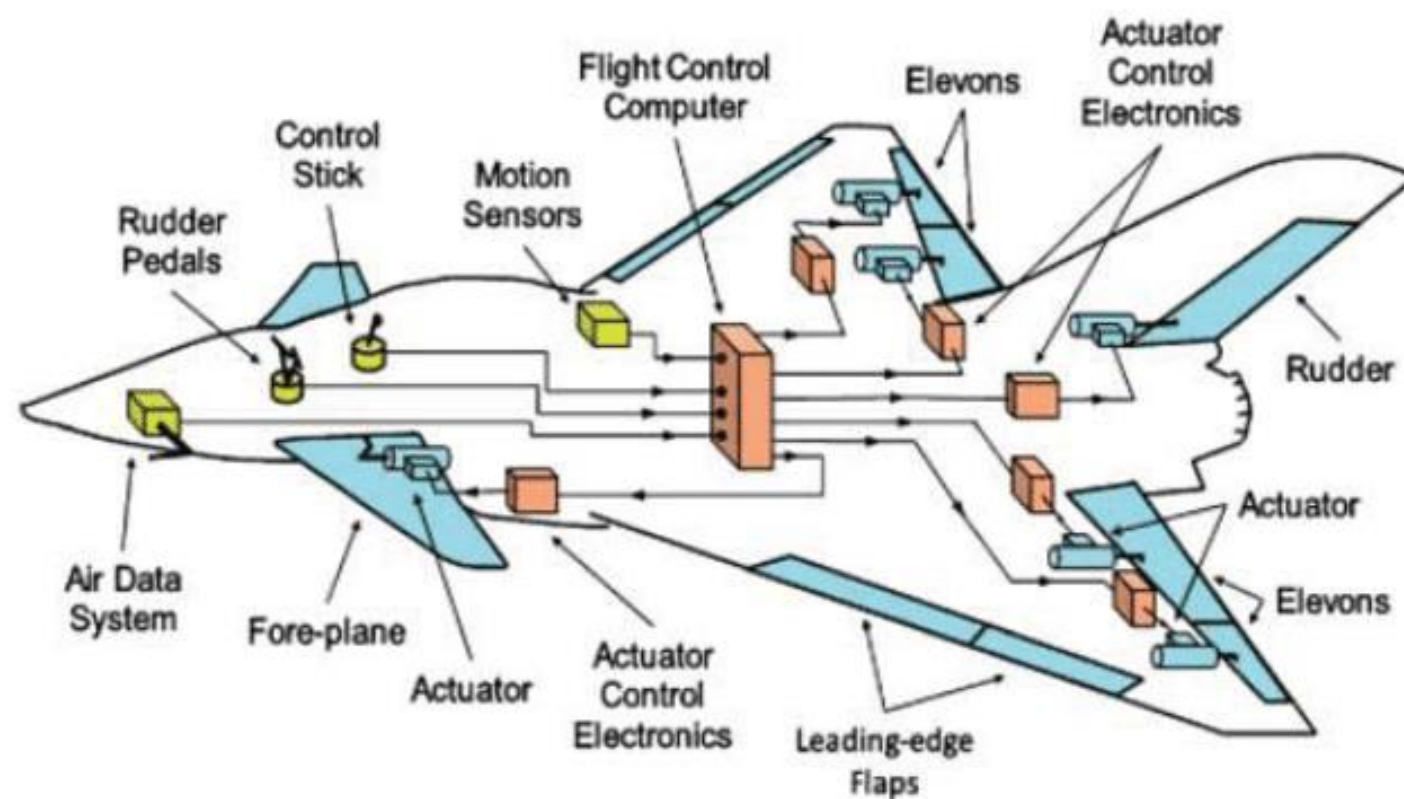 Actuator
Control
Electronics
Flight Control
Computer
Elevons
Control
Stick
Motion
Sensors
Rudder
Pedals
Rudder
Actuator
Elevons
Air Data
System
Fore-plane
Actuator
Actuator
Control
Electronics
Leading-edge
Flaps